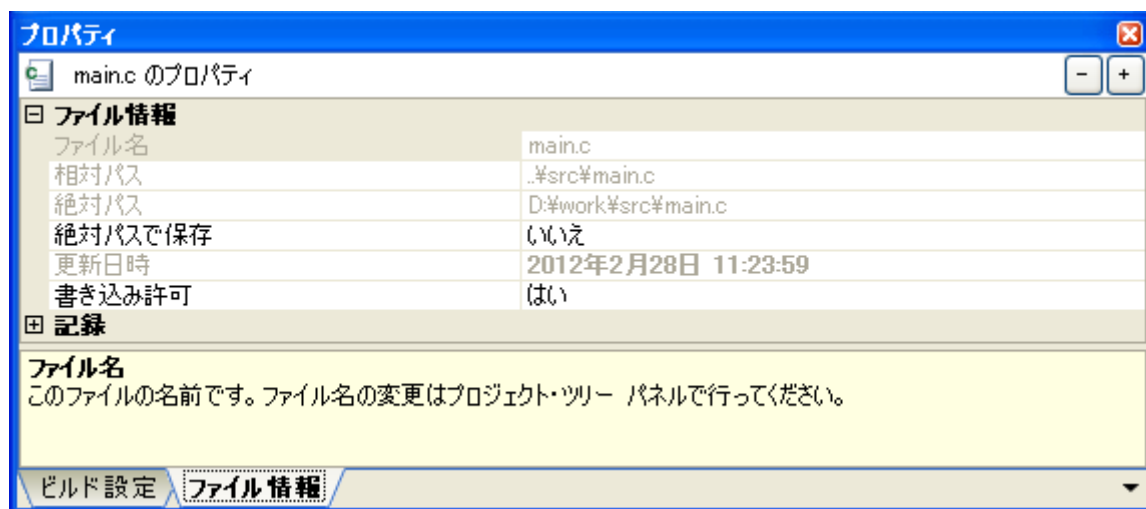 プロパティ
main.c のプロパティ
- +
ファイル情報
ファイル名 main.c
相対パス ..¥src¥main.c
絶対パス D:¥work¥src¥main.c
絶対パスで保存 いいえ
更新日時 2012年2月28日 11:23:59
書き込み許可 はい
記録
ファイル名
このファイルの名前です。ファイル名の変更はプロジェクト・ツリー パネルで行ってください。
ビルド設定 ファイル情報